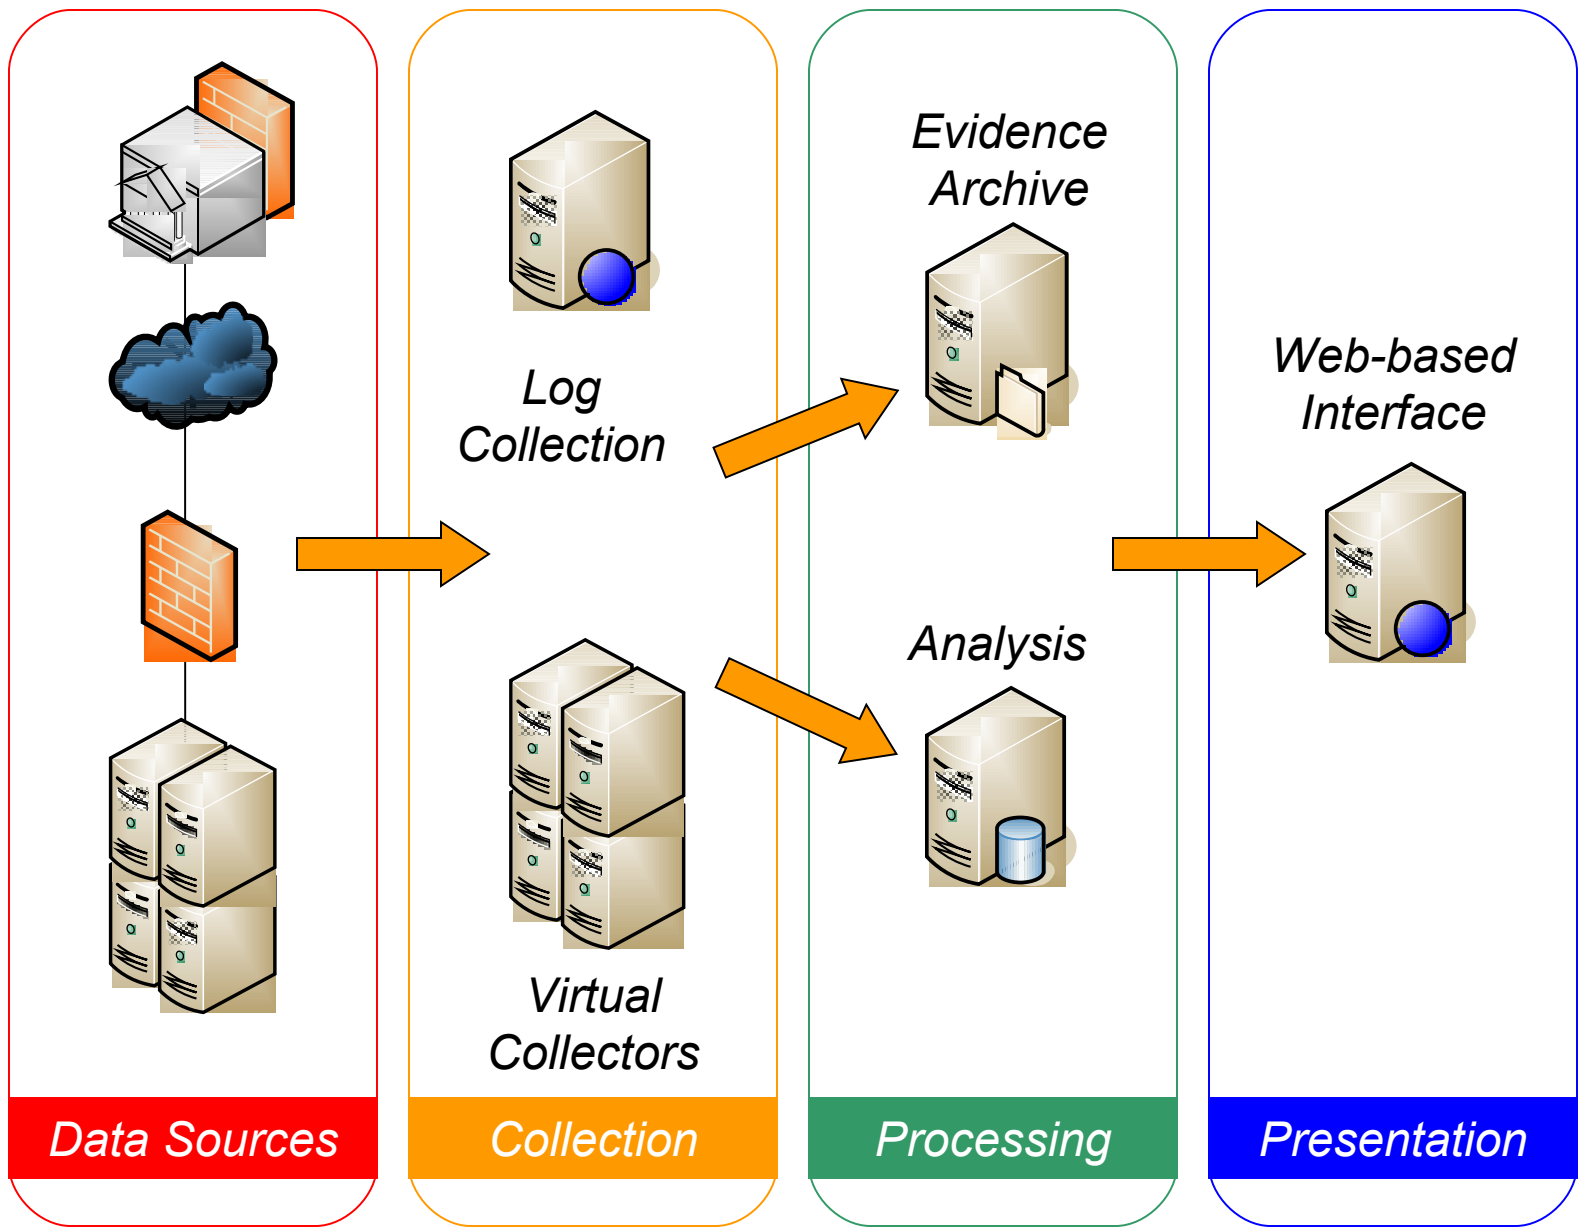 Evidence
Archive
Log
Collection
Web-based
Interface
Analysis
Virtual
Collectors
Data Sources
Collection
Processing
Presentation